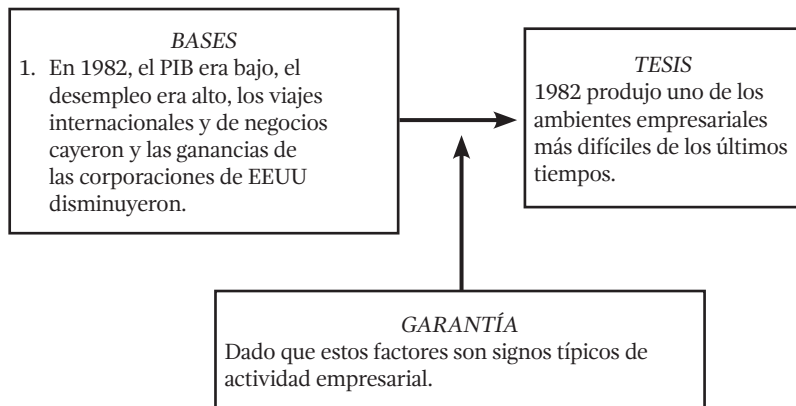 BASES
1. En 1982, el PIB era bajo, el
desempleo era alto, los viajes
internacionales y de negocios
cayeron y las ganancias de
las corporaciones de EEUU
disminuyeron.
TESIS
1982 produjo uno de los
ambientes empresariales
más difíciles de los últimos
tiempos.
GARANTÍA
Dado que estos factores son signos típicos de
actividad empresarial.